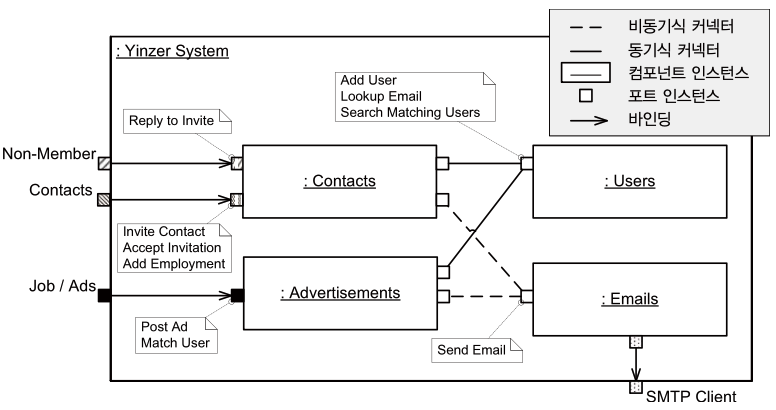 비동기식 커넥터
동기식 커넥터
컴포넌트 인스턴스
포트 인스턴스
바인딩
: Yinzer System
Add User
Lookup Email
Search Matching Users
Reply to Invite
Non-Member
Contacts
: Contacts
: Users
Invite Contact
Accept Invitation
Add Employment
Job / Ads
: Advertisements
: Emails
Post Ad
Match User
Send Email
SMTP Client